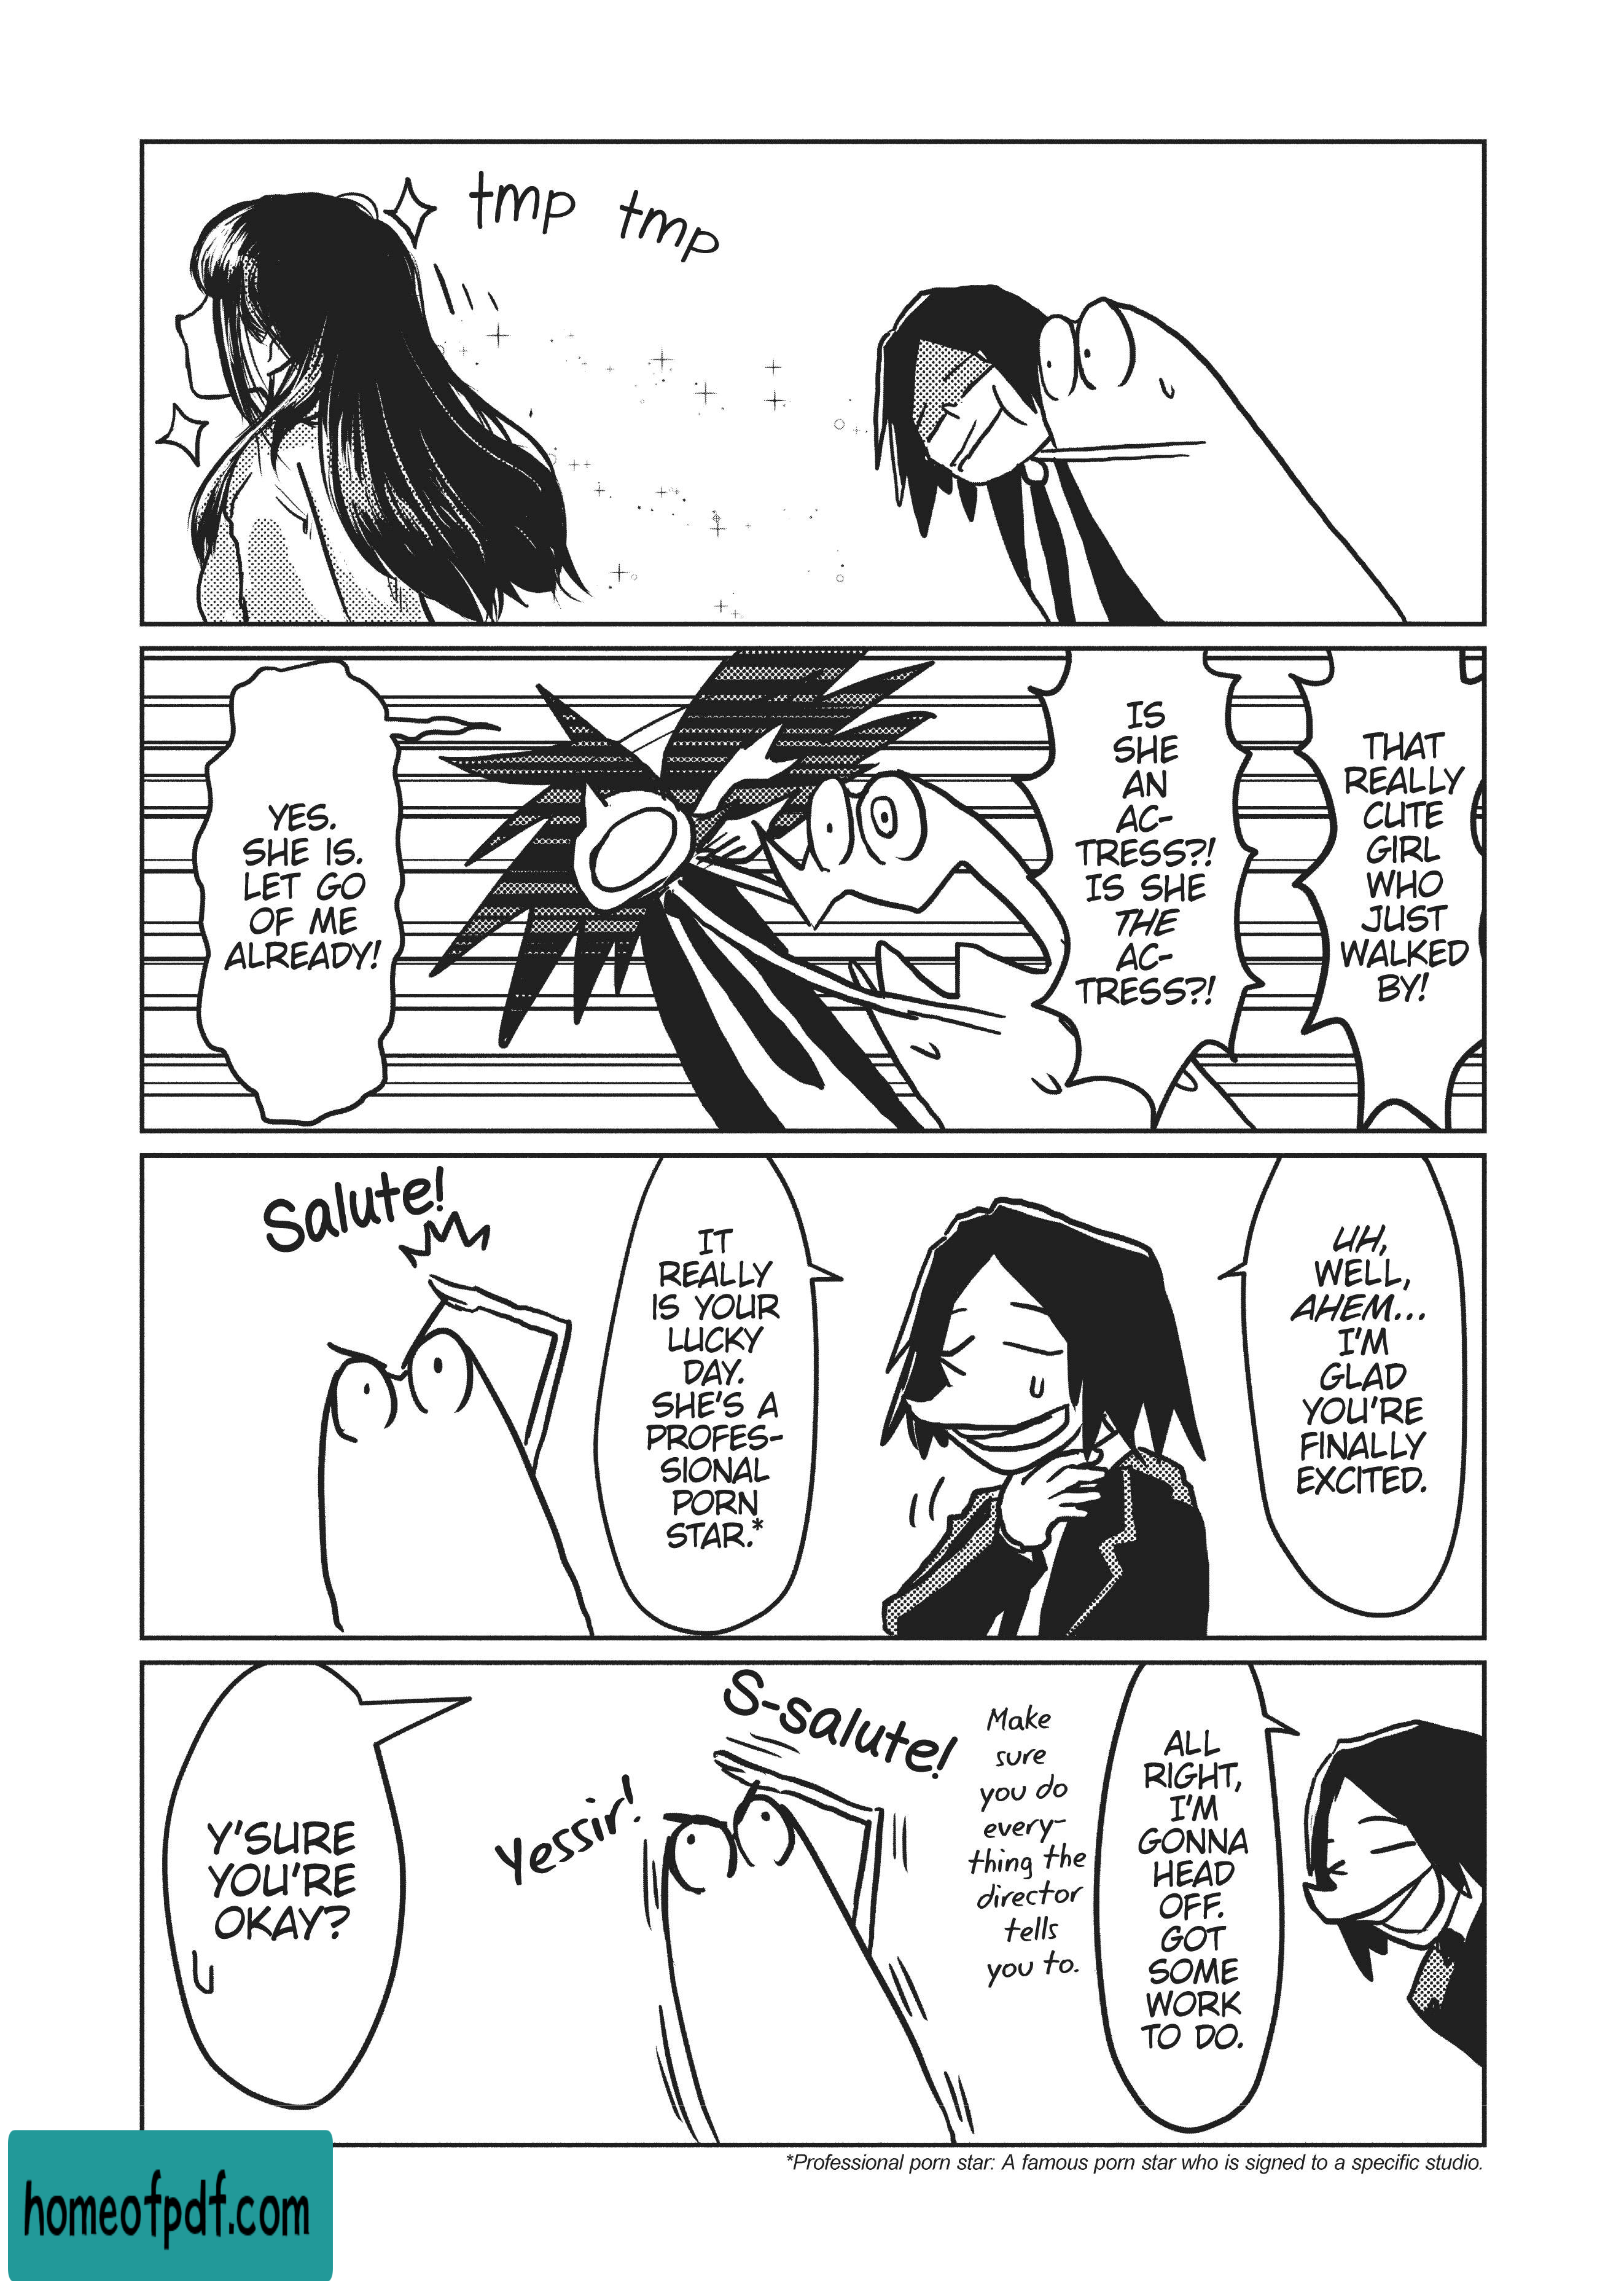 tmp tmp
THAT
REALLY
CUTE
GIRL
WHO
JUST
WALKED
BY!
IS
SHE
AN
AC-
TRESS?!
IS SHE
THE
AC-
TRESS?!
YES.
SHE IS.
LET GO
OF ME
ALREADY!
UH,
WELL,
AHEM...
I'M
GLAD
YOU'RE
FINALLY
EXCITED.
IT
REALLY
IS YOUR
LUCKY
DAY.
SHE'S A
PROFES-
SIONAL
PORN
STAR.*
Salute!
ALL
RIGHT,
I'M
GONNA
HEAD
OFF.
GOT
SOME
WORK
TO DO.
Make
sure
you do
every-
thing the
director
tells
you to.
S-salute!
Yessir!
Y'SURE
YOU'RE
OKAY?
*Professional porn star: A famous porn star who is signed to a specific studio.
homeofpdf.com